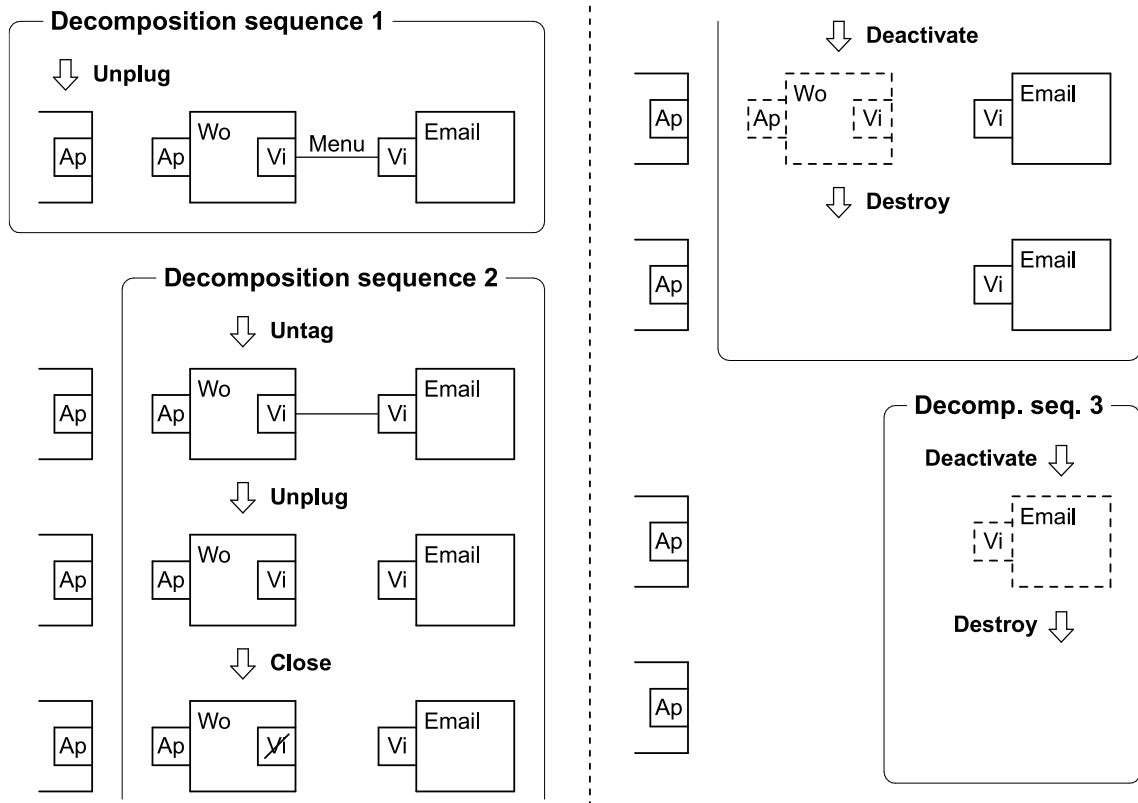 Decomposition sequence 1
Unplug
Ap Ap Wo Vi Menu Vi Email
Decomposition sequence 2
Untag
Ap Ap Wo Vi Vi Email
Unplug
Ap Ap Wo Vi Vi Email
Close
Ap Ap Wo Vi Vi Email
Deactivate
Ap Ap Wo Vi Vi Email
Destroy
Ap Vi Email
Decomp. seq. 3
Deactivate
Ap Vi Email
Destroy
Ap